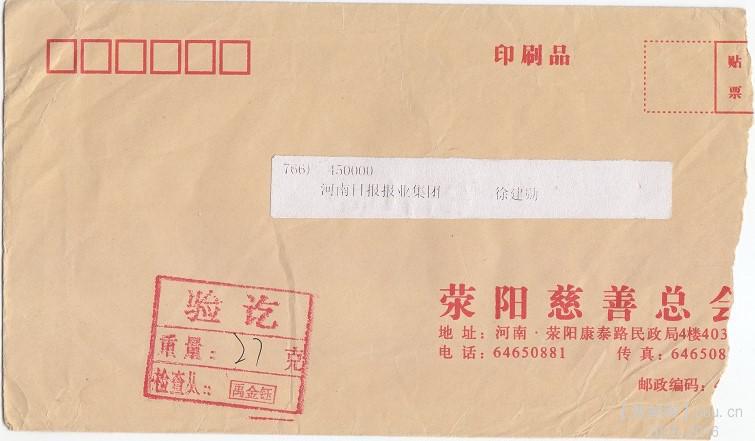 印刷品
贴
票
766) 450000
河南日报报业集团 徐建勋
荥阳慈善总会
地 址：河南·荥阳康泰路民政局4楼403
电 话：64650881 传 真：646508
邮政编码：
验 讫
重量：27 克
检查人：禹金钰